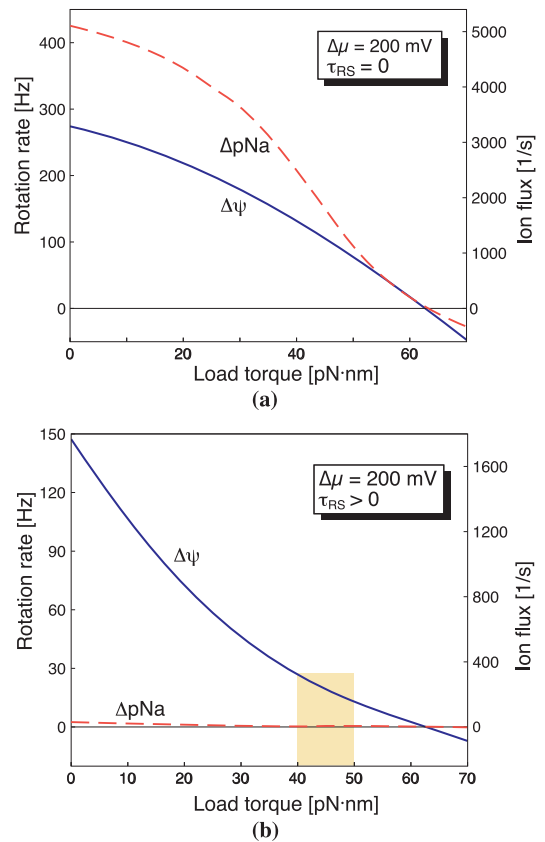 400
300
200
100
0
Rotation rate [Hz]
5000
4000
3000
2000
1000
0
Ion flux [1/s]
Δμ = 200 mV
τRS = 0
ΔpNa
Δψ
0
20
40
60
Load torque [pN·nm]
(a)
150
120
90
60
30
0
Rotation rate [Hz]
1600
1200
800
400
0
Ion flux [1/s]
Δμ = 200 mV
τRS > 0
Δψ
ΔpNa
0
10
20
30
40
50
60
70
Load torque [pN·nm]
(b)